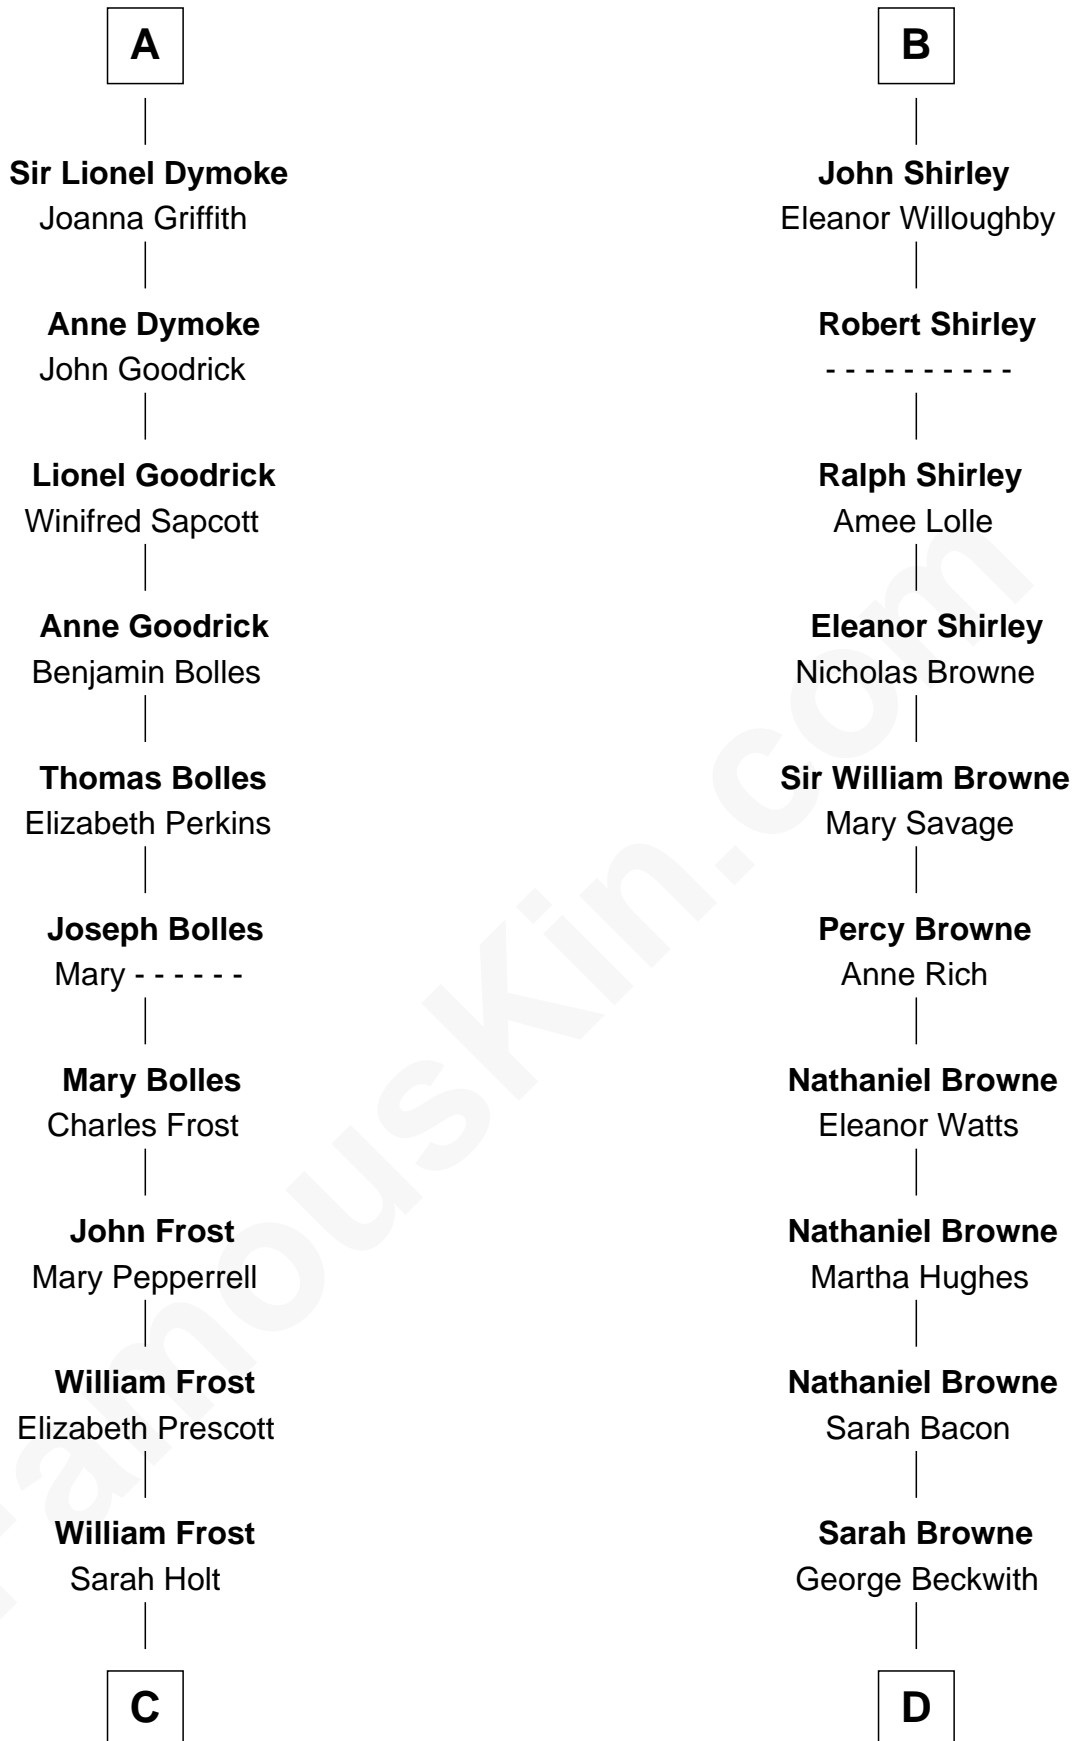 A
Sir Lionel Dymoke
Joanna Griffith
Anne Dymoke
John Goodrick
Lionel Goodrick
Winifred Sapcott
Anne Goodrick
Benjamin Bolles
Thomas Bolles
Elizabeth Perkins
Joseph Bolles
Mary - - - - - -
Mary Bolles
Charles Frost
John Frost
Mary Pepperrell
William Frost
Elizabeth Prescott
William Frost
Sarah Holt
C
B
John Shirley
Eleanor Willoughby
Robert Shirley
- - - - - - - - - -
Ralph Shirley
Amee Lolle
Eleanor Shirley
Nicholas Browne
Sir William Browne
Mary Savage
Percy Browne
Anne Rich
Nathaniel Browne
Eleanor Watts
Nathaniel Browne
Martha Hughes
Nathaniel Browne
Sarah Bacon
Sarah Browne
George Beckwith
D
FamousKin.com